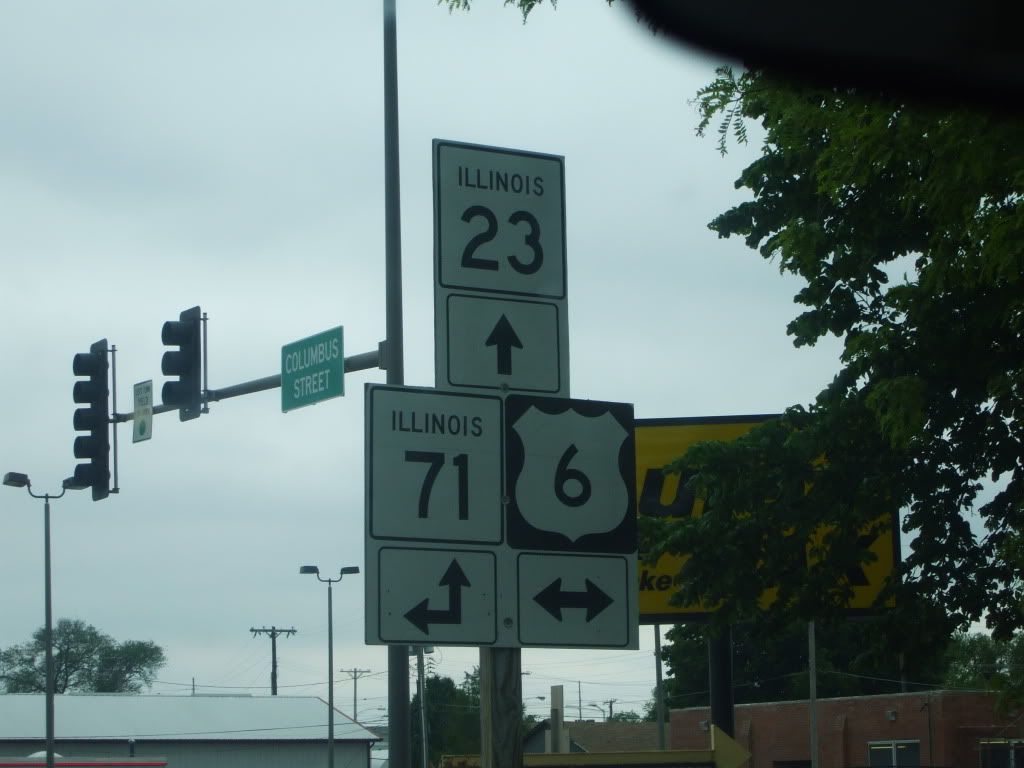 ILLINOIS
23
COLUMBUS
STREET
ILLINOIS
71
6